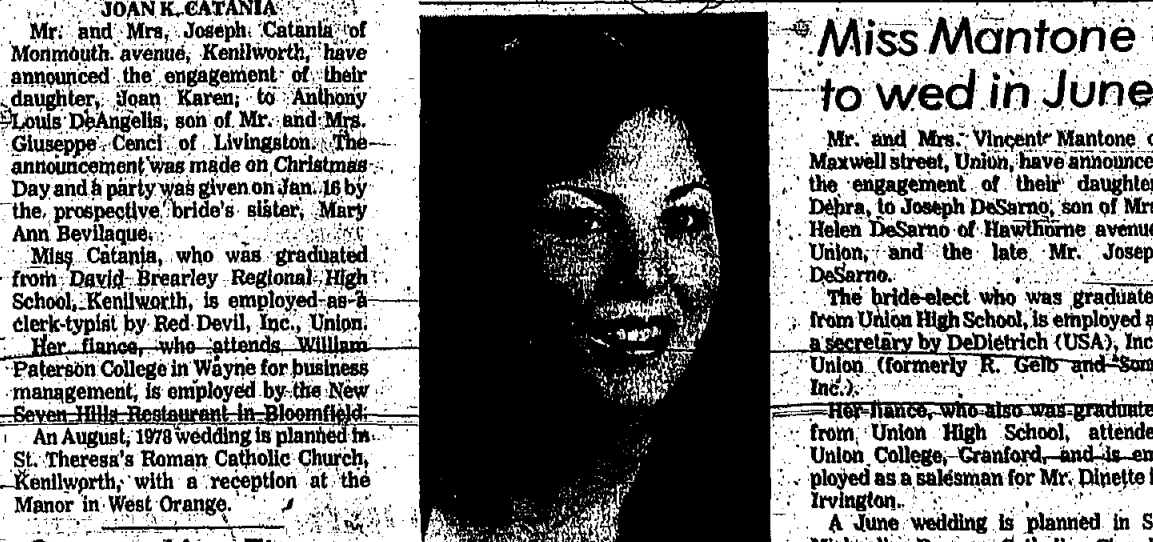 JOAN K. CATANIA
Mr. and Mrs. Joseph Catania of
Monmouth avenue, Kenilworth, have
announced the engagement of their
daughter, Joan Karen, to Anthony
Louis DeAngelis, son of Mr. and Mrs.
Giuseppe Cenci of Livingston. The
announcement was made on Christmas
Day and a party was given on Jan. 16 by
the prospective bride's sister, Mary
Ann Bevilaque.
Miss Catania, who was graduated
from David Brearley Regional High
School, Kenilworth, is employed as a
clerk-typist by Red Devil, Inc., Union.
Her fiance, who attends William
Paterson College in Wayne for business
management, is employed by the New
Seven Hills Restaurant in Bloomfield.
An August, 1978 wedding is planned in
St. Theresa's Roman Catholic Church,
Kenilworth, with a reception at the
Manor in West Orange.
Miss Mantone
to wed in June
Mr. and Mrs. Vincent Mantone o
Maxwell street, Union, have announce
the engagement of their daughter
Debra, to Joseph DeSarno, son of Mrs
Helen DeSarno of Hawthorne avenue
Union, and the late Mr. Josep
DeSarno.
The bride-elect who was graduate
from Union High School, is employed a
a secretary by DeDietrich (USA), Inc
Union (formerly R. Gelb and Son
Inc.).
Her fiance, who also was graduate
from Union High School, attende
Union College, Cranford, and is em
ployed as a salesman for Mr. Dinette i
Irvington.
A June wedding is planned in S